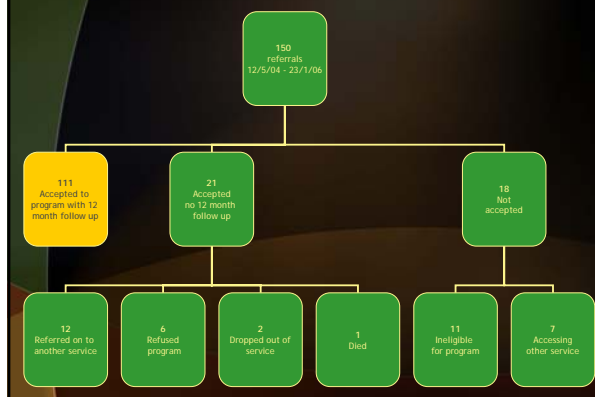 150
referrals
12/5/04 - 23/1/06
111
Accepted to
program with 12
month follow up
21
Accepted
no 12 month
follow up
18
Not
accepted
12
Referred on to
another service
6
Refused
program
2
Dropped out of
service
1
Died
11
Ineligible
for program
7
Accessing
other service